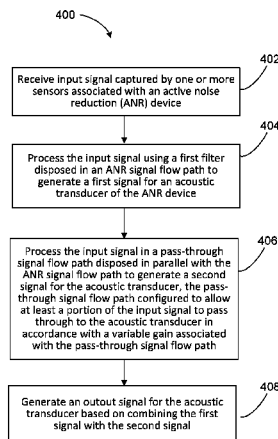 400
402
Receive input signal captured by one or more
sensors associated with an active noise
reduction (ANR) device
404
Process the input signal using a first filter
disposed in an ANR signal flow path to
generate a first signal for an acoustic
transducer of the ANR device
406
Process the input signal in a pass-through
signal flow path disposed in parallel with the
ANR signal flow path to generate a second
signal for the acoustic transducer, the pass-
through signal flow path configured to allow
at least a portion of the input signal to pass
through to the acoustic transducer in
accordance with a variable gain associated
with the pass-through signal flow path
408
Generate an output signal for the acoustic
transducer based on combining the first
signal with the second signal